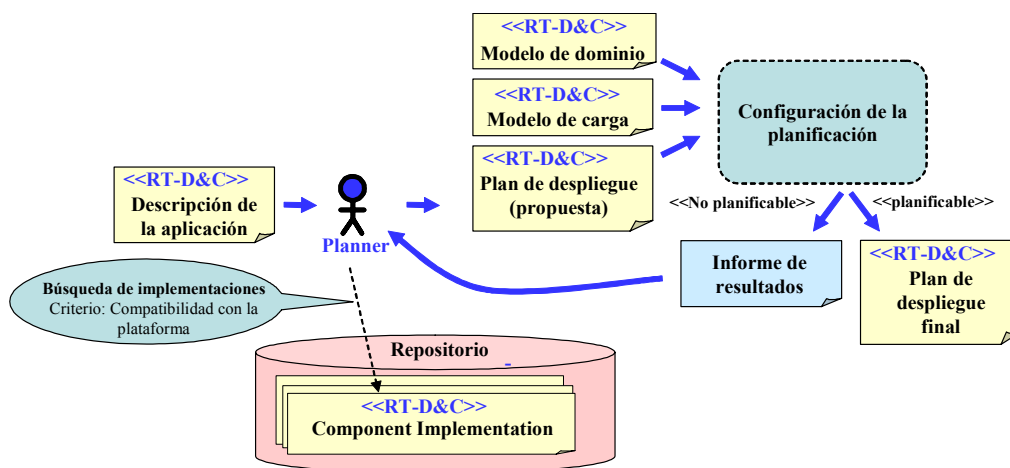 <<RT-D&C>>
Modelo de dominio
<<RT-D&C>>
Modelo de carga
<<RT-D&C>>
Plan de despliegue
(propuesta)
Configuración de la
planificación
<<RT-D&C>>
Descripción de
la aplicación
Planner
<<No planificable>>
<<planificable>>
Informe de
resultados
<<RT-D&C>>
Plan de
despliegue
final
Búsqueda de implementaciones
Criterio: Compatibilidad con la
plataforma
Repositorio
-
<<RT-D&C>>
Component Implementation